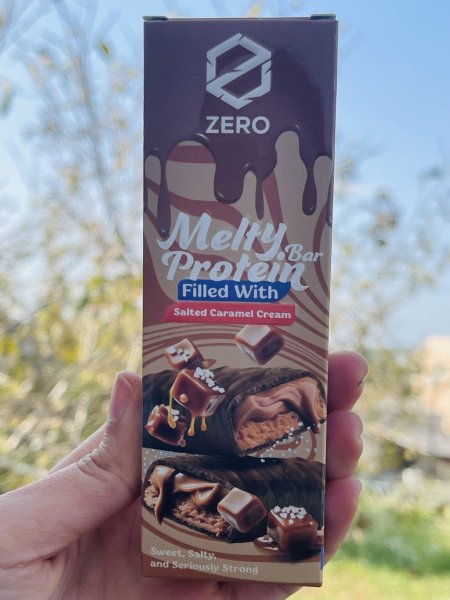 ZERO
Melty
Protein Bar
Filled With
Salted Caramel Cream
Sweet, Salty,
and Seriously Strong